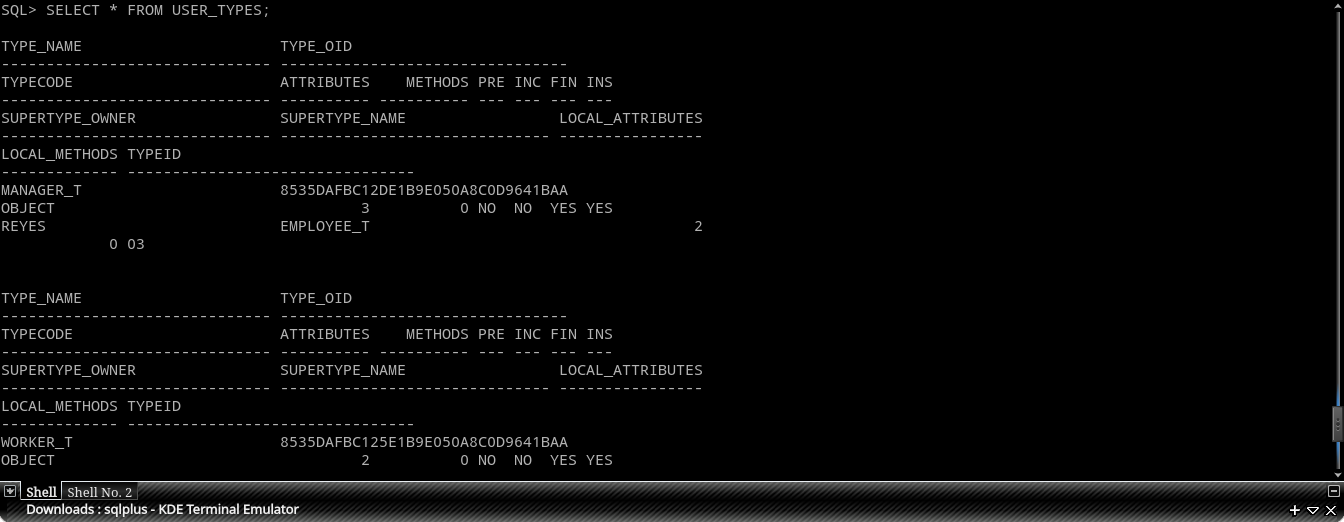 SQL> SELECT * FROM USER_TYPES;
TYPE_NAME                      TYPE_OID
------------------------------ --------------------------------
TYPECODE                       ATTRIBUTES    METHODS PRE INC FIN INS
------------------------------ ---------- ---------- --- --- --- ---
SUPERTYPE_OWNER                SUPERTYPE_NAME                 LOCAL_ATTRIBUTES
------------------------------ ------------------------------ ----------------
LOCAL_METHODS TYPEID
------------- --------------------------------
MANAGER_T                      8535DAFBC12DE1B9E050A8C0D9641BAA
OBJECT                                  3          0 NO  NO  YES YES
REYES                          EMPLOYEE_T                                    2
            0 03
TYPE_NAME                      TYPE_OID
------------------------------ --------------------------------
TYPECODE                       ATTRIBUTES    METHODS PRE INC FIN INS
------------------------------ ---------- ---------- --- --- --- ---
SUPERTYPE_OWNER                SUPERTYPE_NAME                 LOCAL_ATTRIBUTES
------------------------------ ------------------------------ ----------------
LOCAL_METHODS TYPEID
------------- --------------------------------
WORKER_T                       8535DAFBC125E1B9E050A8C0D9641BAA
OBJECT                                  2          0 NO  NO  YES YES
Shell Shell No. 2
Downloads : sqlplus - KDE Terminal Emulator